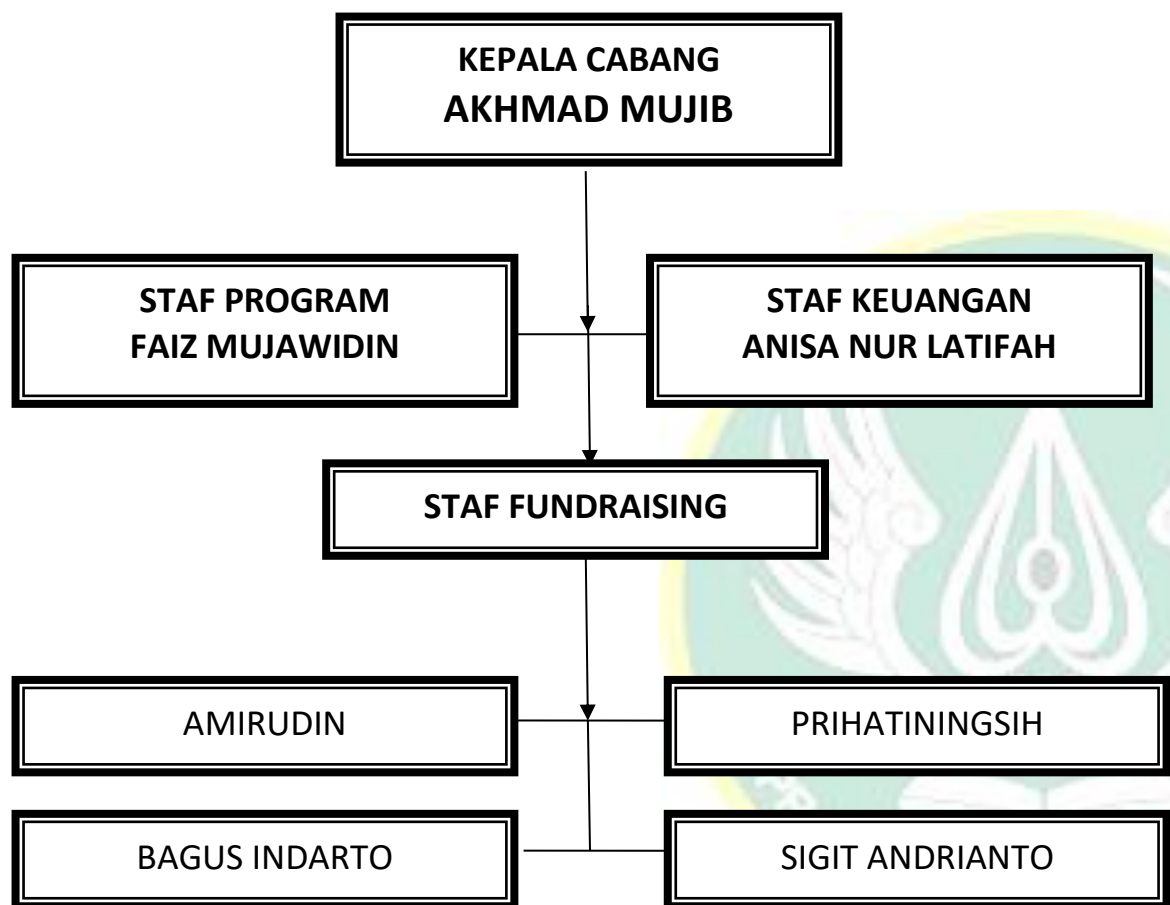 KEPALA CABANG
AKHMAD MUJIB
STAF PROGRAM
FAIZ MUJAWIDIN
STAF KEUANGAN
ANISA NUR LATIFAH
STAF FUNDRAISING
AMIRUDIN
PRIHATININGSIH
BAGUS INDARTO
SIGIT ANDRIANTO